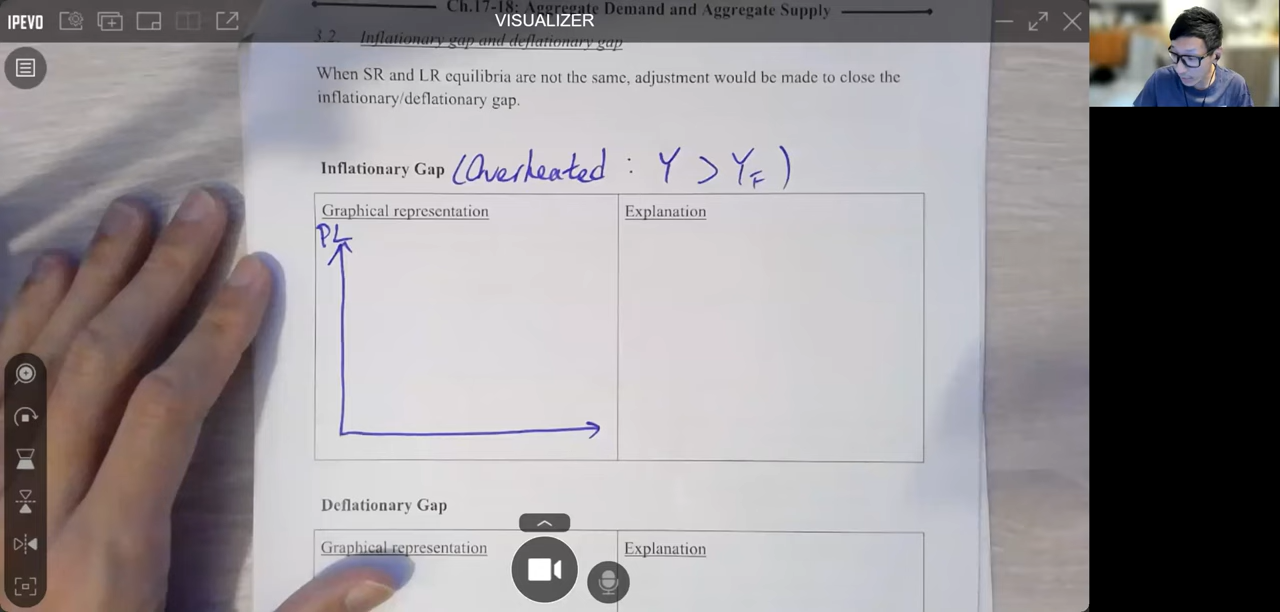 IPEVO
VISUALIZER
Ch.17-18: Aggregate Demand and Aggregate Supply
3.2. Inflationary gap and deflationary gap
When SR and LR equilibria are not the same, adjustment would be made to close the
inflationary/deflationary gap.
Inflationary Gap (Overheated : Y > YF)
Graphical representation
Explanation
PL
Deflationary Gap
Graphical representation
Explanation